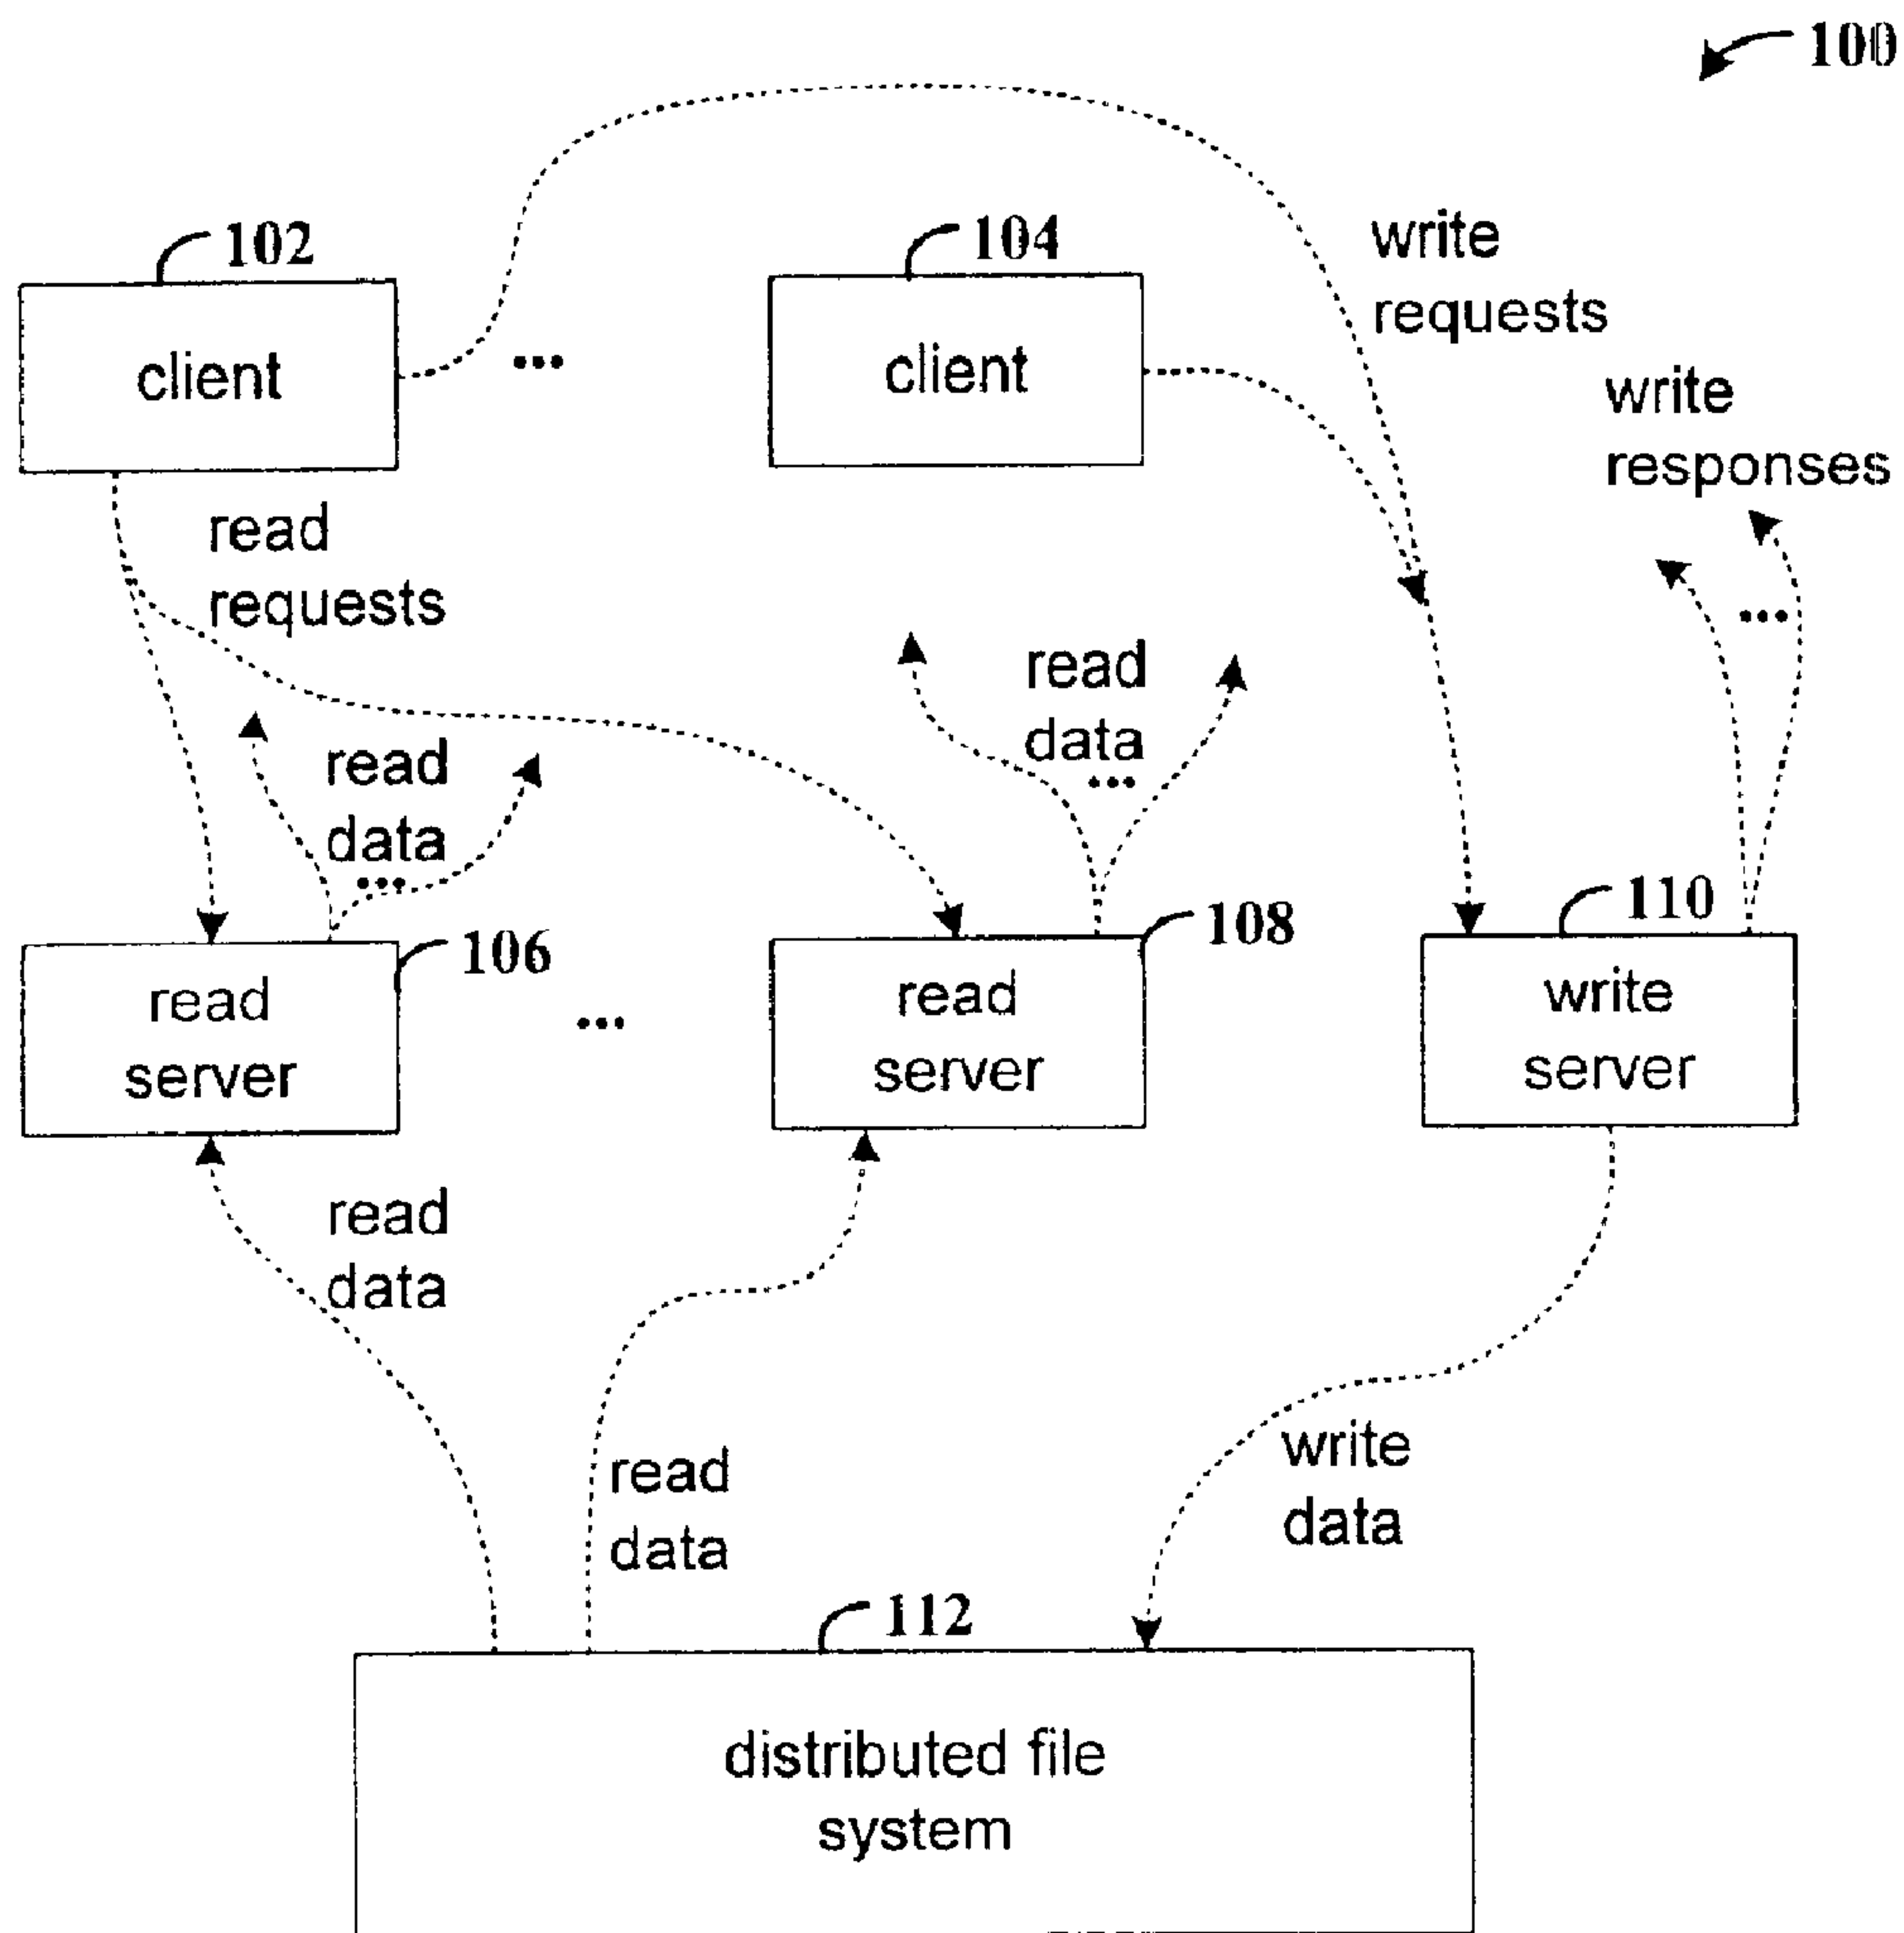 100
102
104
write
requests
client
client
write
responses
read
requests
read
data
read
data
110
108
106
read
server
read
server
write
server
read
data
write
data
read
data
112
distributed file
system